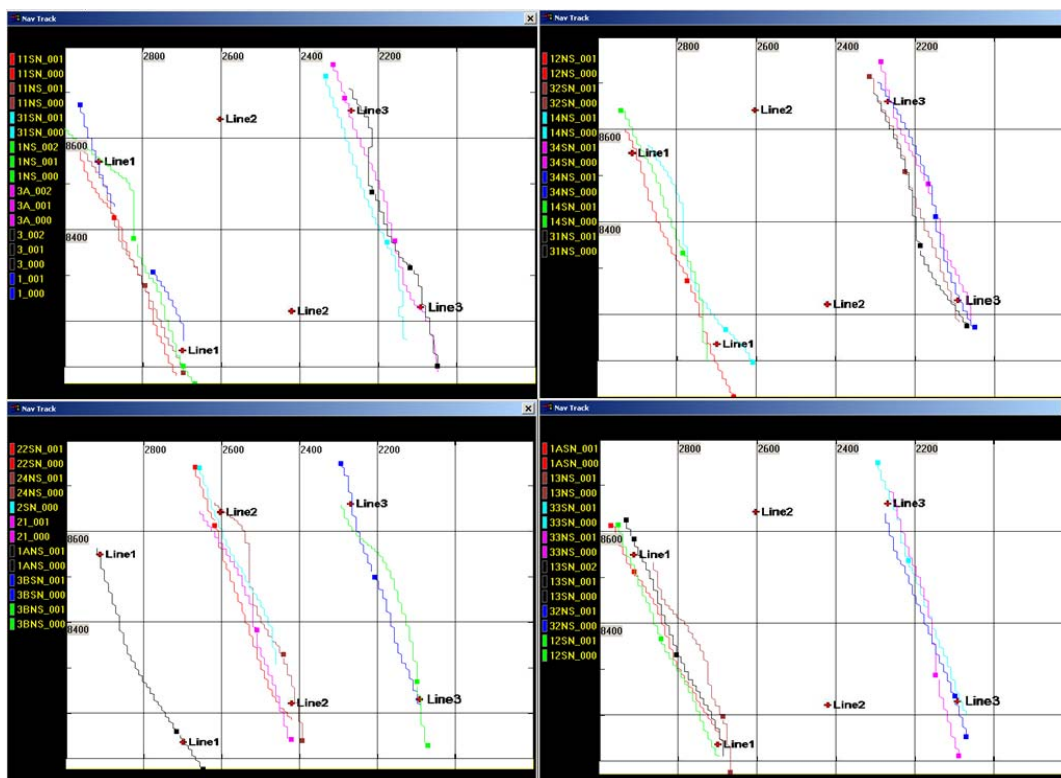 Nav Track
2800
2600
2400
2200
11SN_001
11SN_000
11NS_001
11NS_000
31SN_001
31SN_000
1NS_002
1NS_001
1NS_000
3A_002
3A_001
3A_000
3_002
3_001
3_000
1_001
1_000
8600
8400
Line1
Line2
Line3
Line2
Line3
Line1
Nav Track
2800
2600
2400
2200
12NS_001
12NS_000
32SN_001
32SN_000
14NS_001
14NS_000
34SN_001
34SN_000
34NS_001
34NS_000
14SN_001
14SN_000
31NS_001
31NS_000
8600
8400
Line3
Line2
Line1
Line3
Line2
Line1
Nav Track
2800
2600
2400
2200
22SN_001
22SN_000
24NS_001
24NS_000
2SN_000
21_001
21_000
1ANS_001
1ANS_000
3BSN_001
3BSN_000
3BNS_001
3BNS_000
8600
8400
Line3
Line2
Line1
Line3
Line2
Line1
Nav Track
2800
2600
2400
2200
1ASN_001
1ASN_000
13NS_001
13NS_000
33SN_001
33SN_000
33NS_001
33NS_000
13SN_002
13SN_001
13SN_000
32NS_001
32NS_000
12SN_001
12SN_000
8600
8400
Line3
Line2
Line1
Line3
Line2
Line1